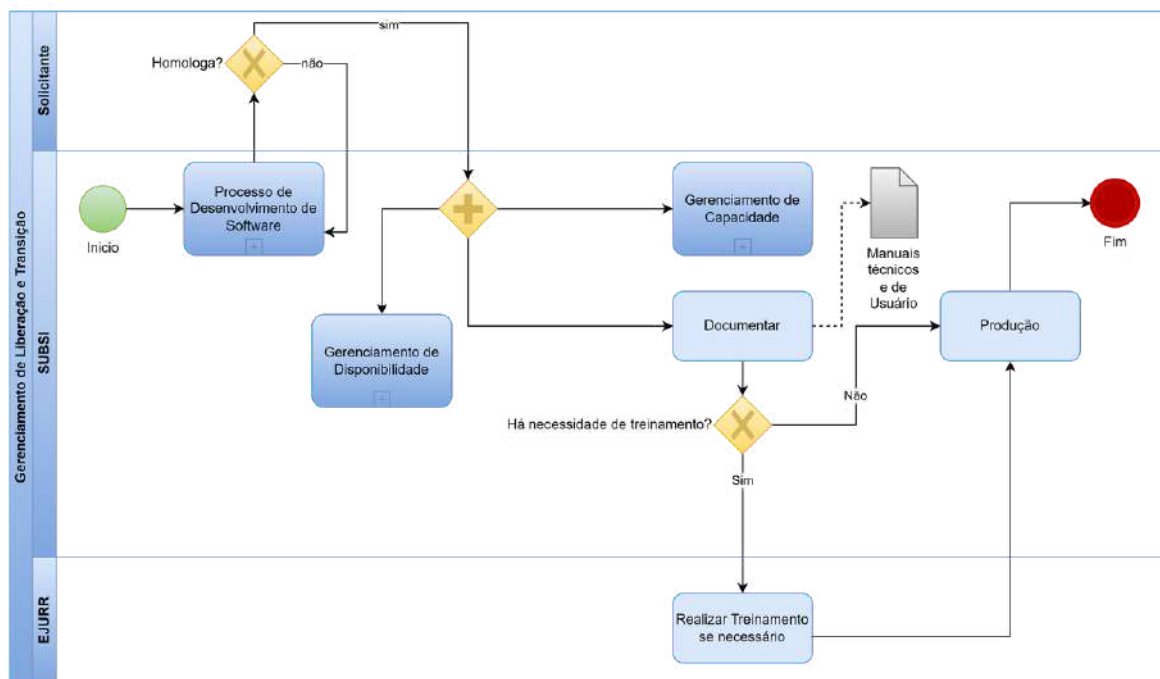 Gerenciamento de Liberação e Transição
Solicitante
Homologa?
não
sim
SUBSI
Inicio
Processo de
Desenvolvimento de
Software
Gerenciamento de
Disponibilidade
Gerenciamento de
Capacidade
Documentar
Manuais
técnicos
e de
Usuário
Há necessidade de treinamento?
Não
Sim
Produção
Fim
EJURR
Realizar Treinamento
se necessário